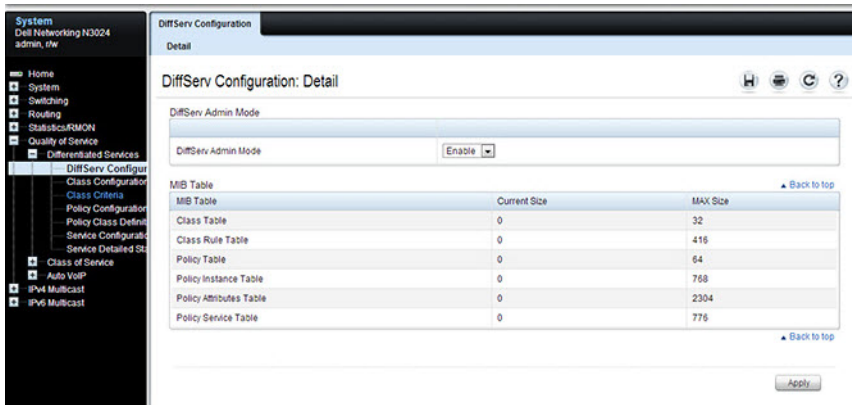 System
Dell Networking N3024
admin, r/w
Home
System
Switching
Routing
Statistics/RMON
Quality of Service
Differentiated Services
DiffServ Configur
Class Configuration
Class Criteria
Policy Configuration
Policy Class Definit
Service Configuratio
Service Detailed Sta
Class of Service
Auto VoIP
IPv4 Multicast
IPv6 Multicast
DiffServ Configuration
Detail
DiffServ Configuration: Detail
DiffServ Admin Mode
DiffServ Admin Mode Enable
MIB Table Back to top
MIB Table Current Size MAX Size
Class Table 0 32
Class Rule Table 0 416
Policy Table 0 64
Policy Instance Table 0 768
Policy Attributes Table 0 2304
Policy Service Table 0 776
Back to top
Apply